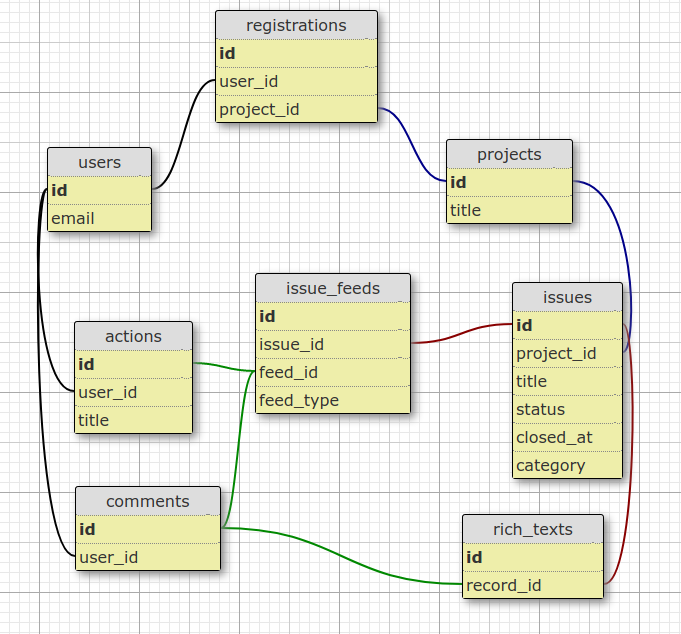 registrations
id
user_id
project_id
users
id
email
projects
id
title
issue_feeds
id
issue_id
feed_id
feed_type
issues
id
project_id
title
status
closed_at
category
actions
id
user_id
title
comments
id
user_id
rich_texts
id
record_id